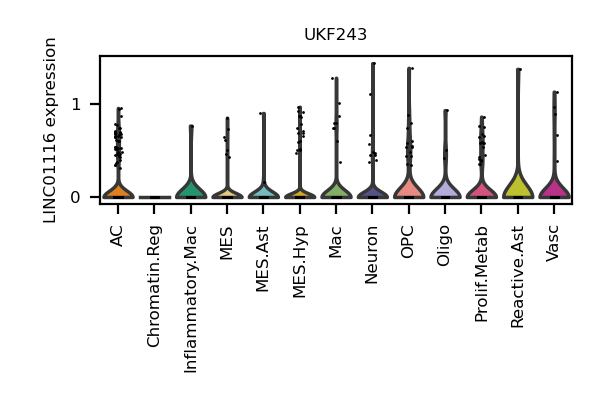 UKF243
LINC01116 expression
1
0
AC
Chromatin.Reg
Inflammatory.Mac
MES
MES.Ast
MES.Hyp
Mac
Neuron
OPC
Oligo
Prolif.Metab
Reactive.Ast
Vasc